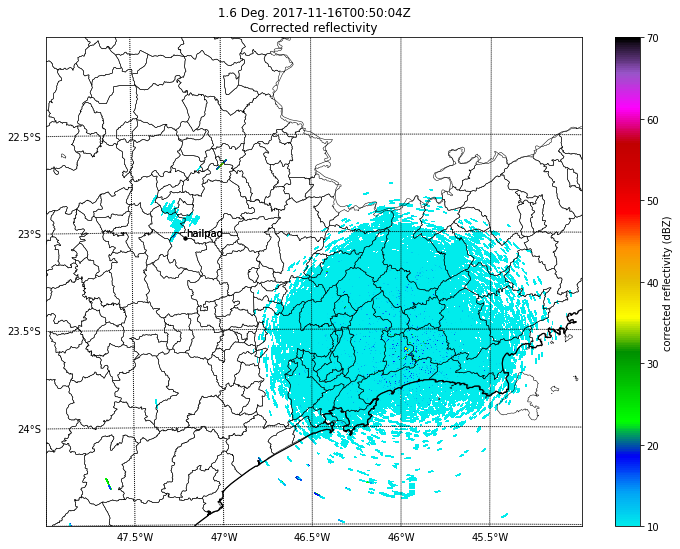 1.6 Deg. 2017-11-16T00:50:04Z
Corrected reflectivity
70
60
50
40
30
20
10
corrected reflectivity (dBZ)
22.5°S
23°S
23.5°S
24°S
hailpad
47.5°W
47°W
46.5°W
46°W
45.5°W